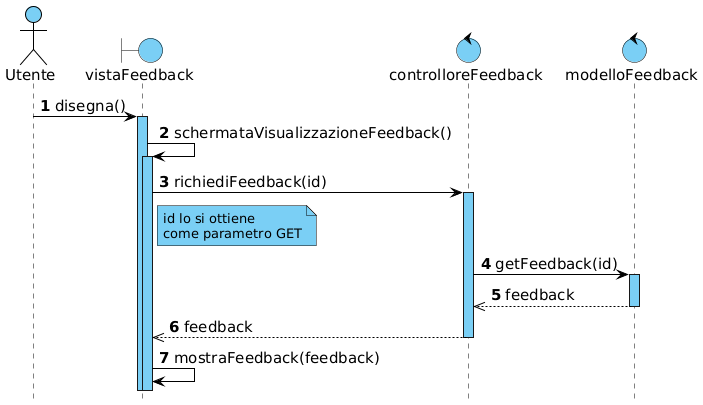 Utente
vistaFeedback
controlloreFeedback
modelloFeedback
1 disegna()
2 schermataVisualizzazioneFeedback()
3 richiediFeedback(id)
id lo si ottiene
come parametro GET
4 getFeedback(id)
5 feedback
6 feedback
7 mostraFeedback(feedback)